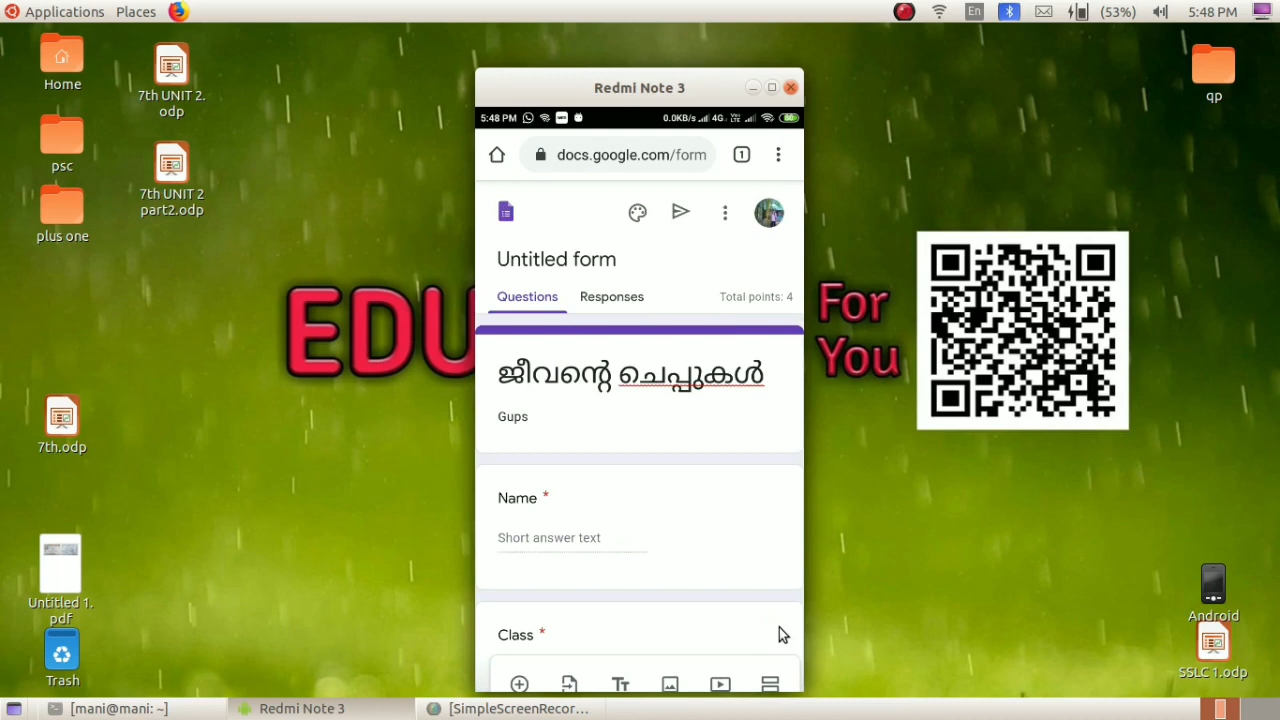 Applications Places
En
(53%)
5:48 PM
Home
psc
plus one
7th.odp
Untitled 1.
pdf
Trash
7th UNIT 2.
odp
7th UNIT 2
part2.odp
EDU
Redmi Note 3
5:48 PM
0.0KB/s
4G
docs.google.com/form
1
Untitled form
Questions
Responses
Total points: 4
ജീവന്റെ ചെപ്പുകൾ
Gups
Name *
Short answer text
Class *
Tт
For
You
qp
Android
SSLC 1.odp
[mani@mani: ~]
Redmi Note 3
[SimpleScreenRecor...